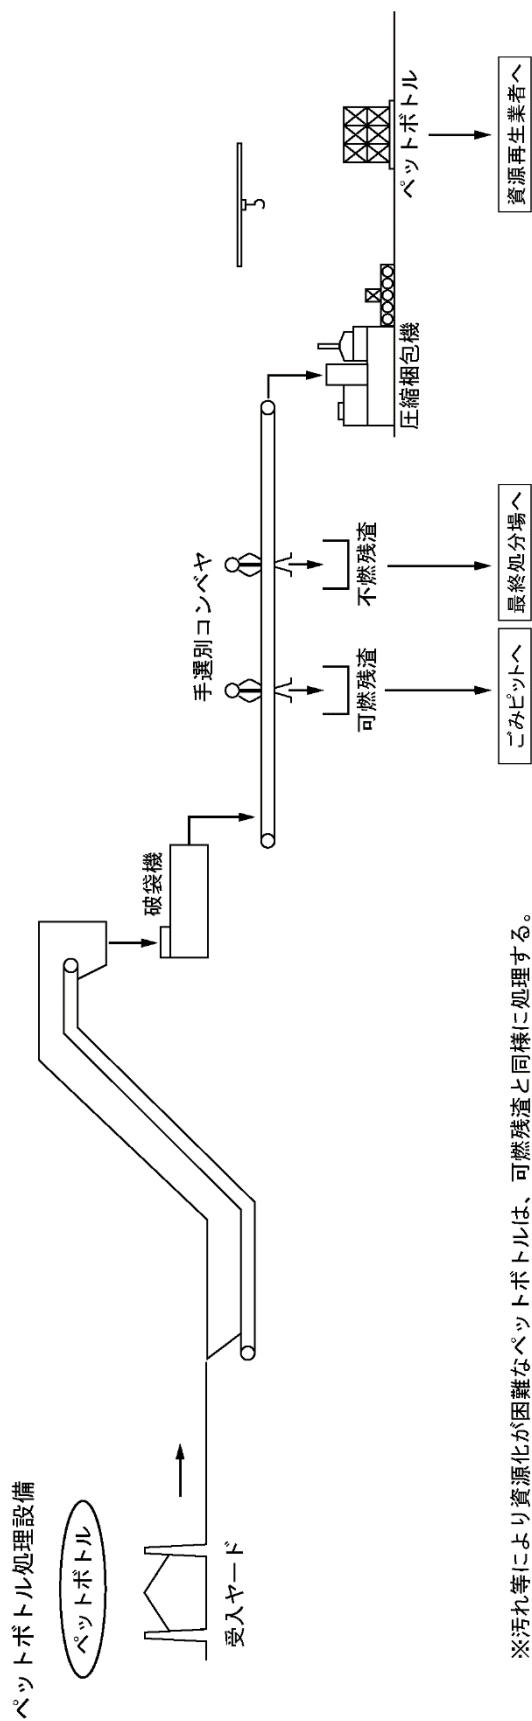 ペットボトル処理設備
ペットボトル
受入ヤード
破袋機
手選別コンベヤ
可燃残渣
不燃残渣
圧縮梱包機
ペットボトル
ごみピットへ
最終処分場へ
資源再生業者へ
※汚れ等により資源化が困難なペットボトルは、可燃残渣と同様に処理する。